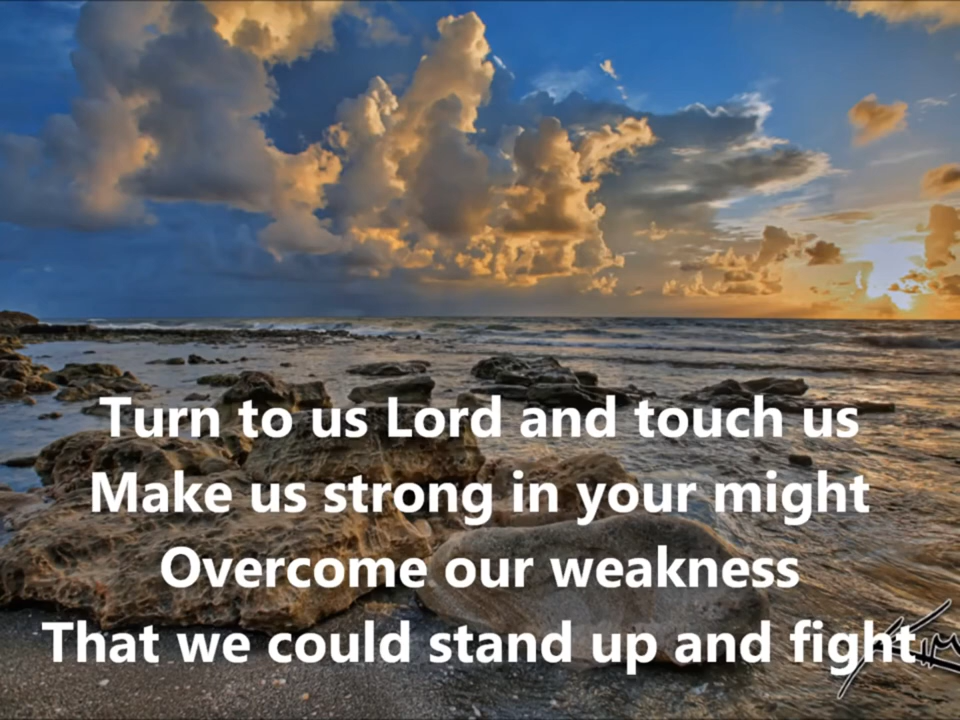 Turn to us Lord and touch us
Make us strong in your might
Overcome our weakness
That we could stand up and fight